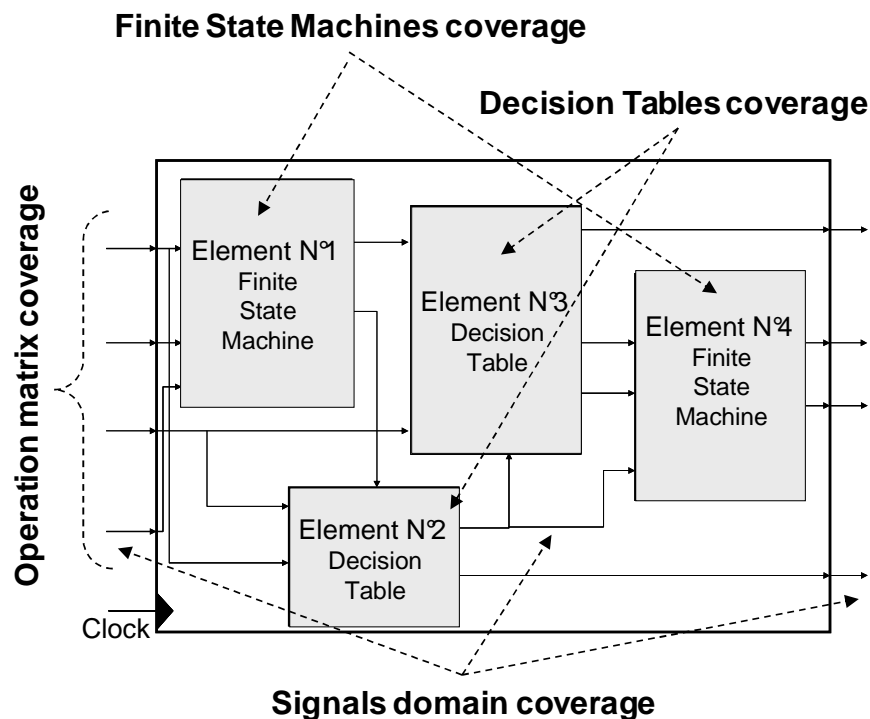 Finite State Machines coverage
Decision Tables coverage
Operation matrix coverage
Element N°1
Finite
State
Machine
Element N°3
Decision
Table
Element N°4
Finite
State
Machine
Element N°2
Decision
Table
Clock
Signals domain coverage